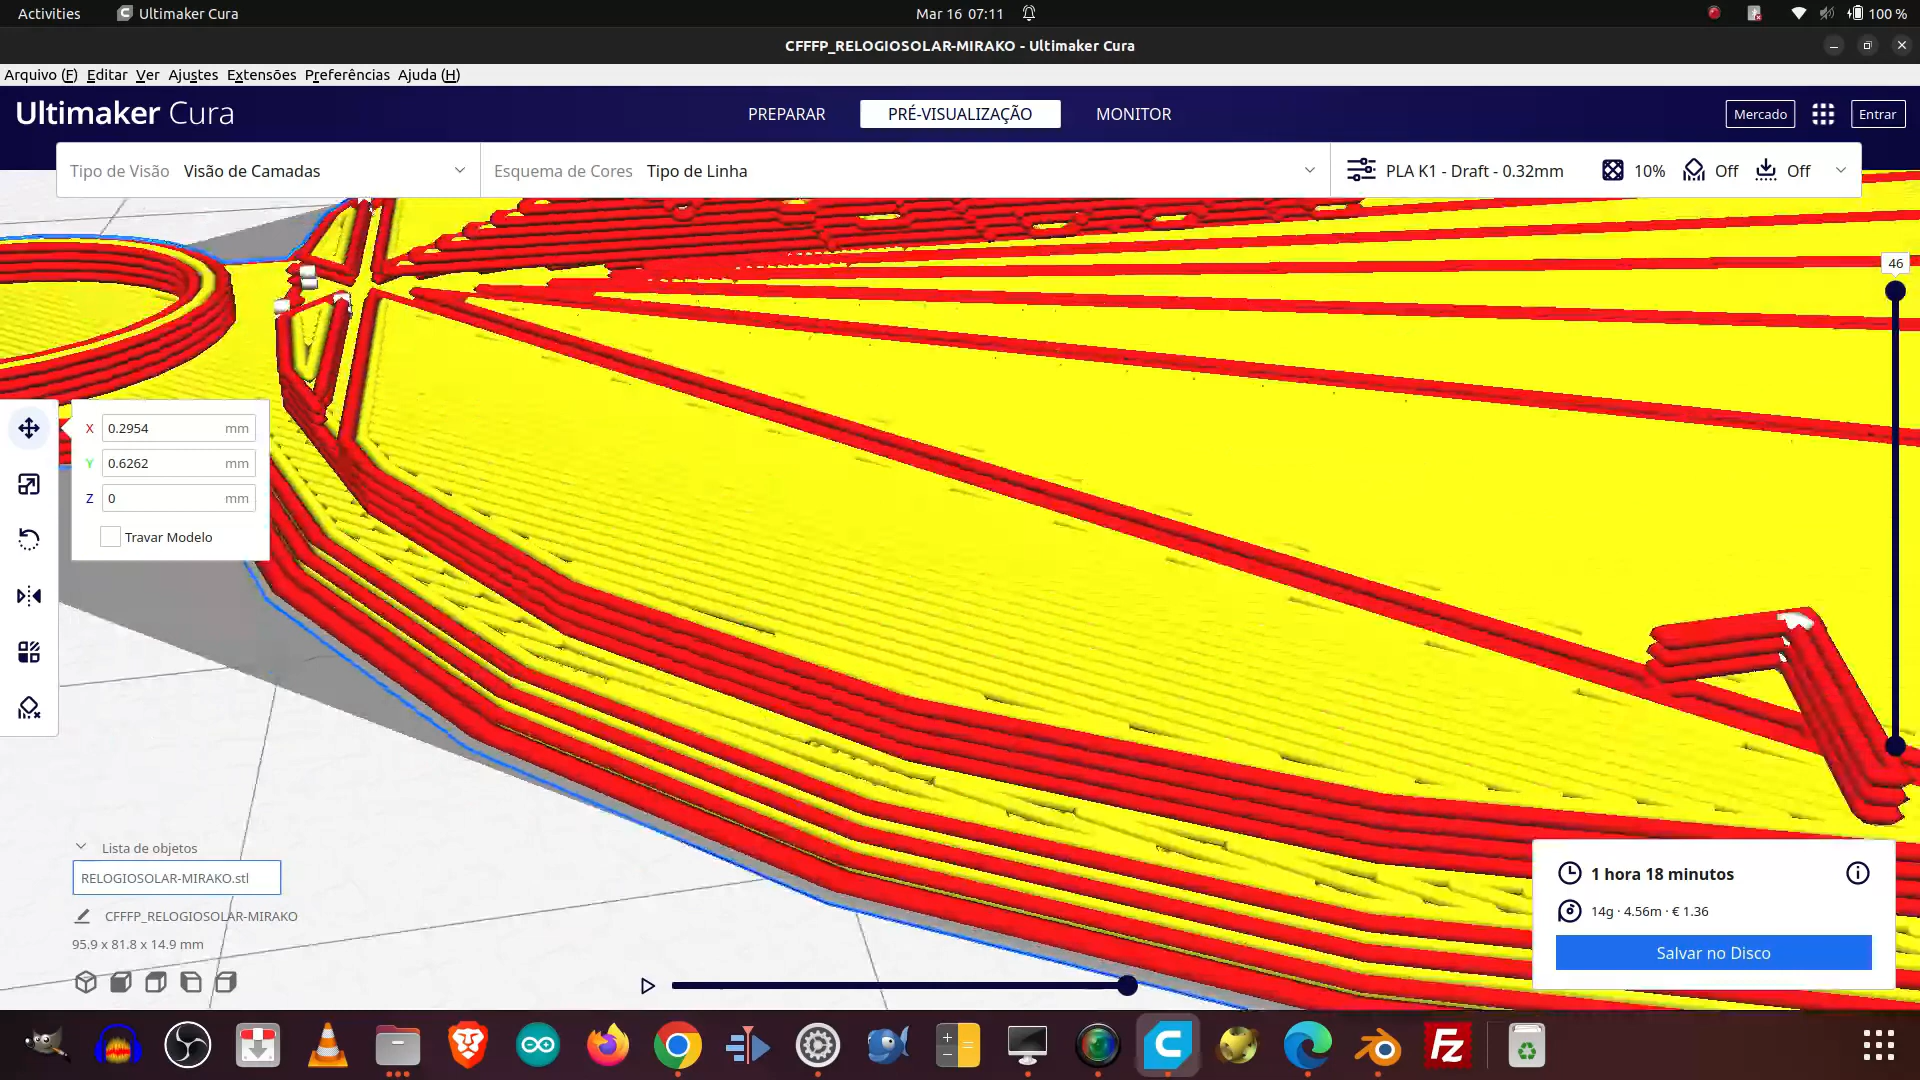 Activities
Ultimaker Cura
Mar 16 07:11
100 %
CFFFP_RELOGIOSOLAR-MIRAKO - Ultimaker Cura
Arquivo (F) Editar Ver Ajustes Extensões Preferências Ajuda (H)
Ultimaker Cura
PREPARAR
PRÉ-VISUALIZAÇÃO
MONITOR
Mercado
Entrar
Tipo de Visão Visão de Camadas
Esquema de Cores Tipo de Linha
PLA K1 - Draft - 0.32mm
10%
Off
Off
46
X 0.2954 mm
Y 0.6262 mm
Z 0 mm
Travar Modelo
Lista de objetos
RELOGIOSOLAR-MIRAKO.stl
CFFFP_RELOGIOSOLAR-MIRAKO
95.9 x 81.8 x 14.9 mm
1 hora 18 minutos
14g · 4.56m · € 1.36
Salvar no Disco